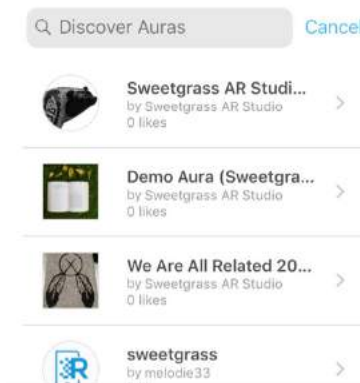 Discover Auras Cancel
Sweetgrass AR Studi...
by Sweetgrass AR Studio
0 likes
Demo Aura (Sweetgra...
by Sweetgrass AR Studio
0 likes
We Are All Related 20...
by Sweetgrass AR Studio
0 likes
R
sweetgrass
by melodie33